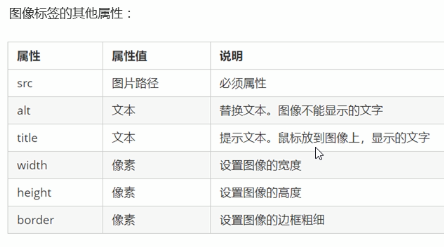 图像标签的其他属性：
属性 属性值 说明
src 图片路径 必须属性
alt 文本 替换文本。图像不能显示的文字
title 文本 提示文本。鼠标放到图像上，显示的文字
width 像素 设置图像的宽度
height 像素 设置图像的高度
border 像素 设置图像的边框粗细